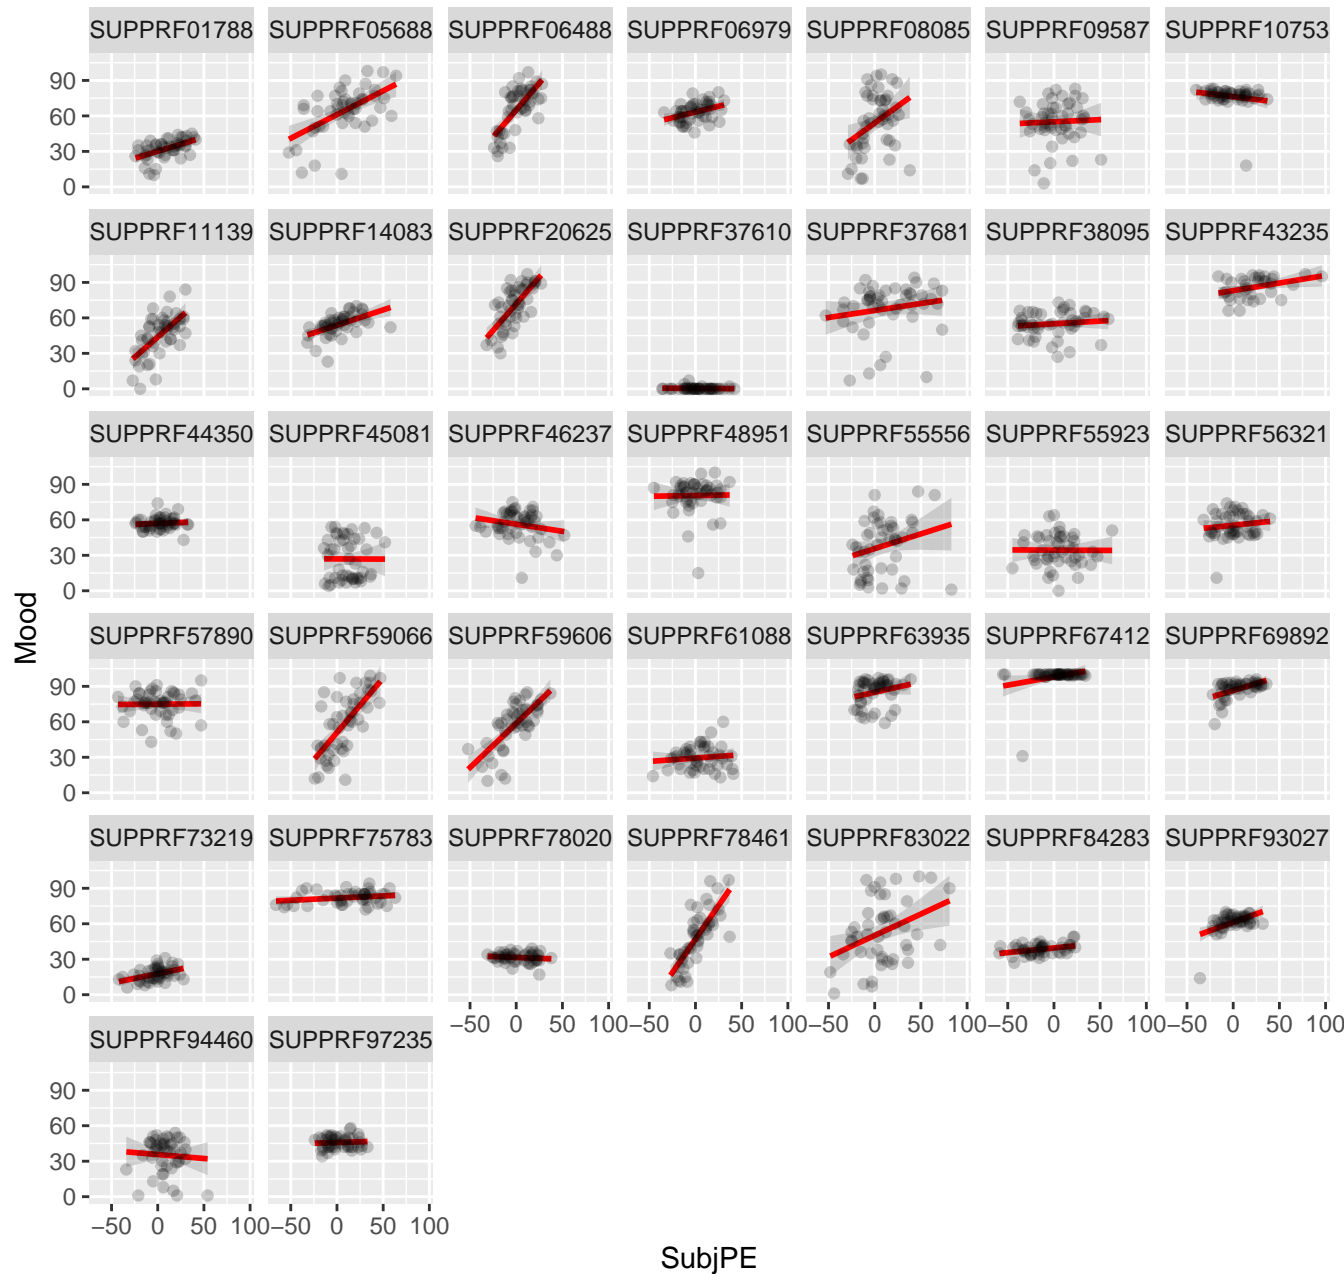 SUPPRF01788 SUPPRF05688 SUPPRF06488 SUPPRF06979 SUPPRF08085 SUPPRF09587 SUPPRF10753
90
60
30
0
SUPPRF11139 SUPPRF14083 SUPPRF20625 SUPPRF37610 SUPPRF37681 SUPPRF38095 SUPPRF43235
90
60
30
0
SUPPRF44350 SUPPRF45081 SUPPRF46237 SUPPRF48951 SUPPRF55556 SUPPRF55923 SUPPRF56321
90
60
30
0
Mood
SUPPRF57890 SUPPRF59066 SUPPRF59606 SUPPRF61088 SUPPRF63935 SUPPRF67412 SUPPRF69892
90
60
30
0
SUPPRF73219 SUPPRF75783 SUPPRF78020 SUPPRF78461 SUPPRF83022 SUPPRF84283 SUPPRF93027
90
60
30
0
−50 0 50 100 −50 0 50 100 −50 0 50 100 −50 0 50 100 −50 0 50 100
SUPPRF94460 SUPPRF97235
90
60
30
0
−50 0 50 100 −50 0 50 100
SubjPE